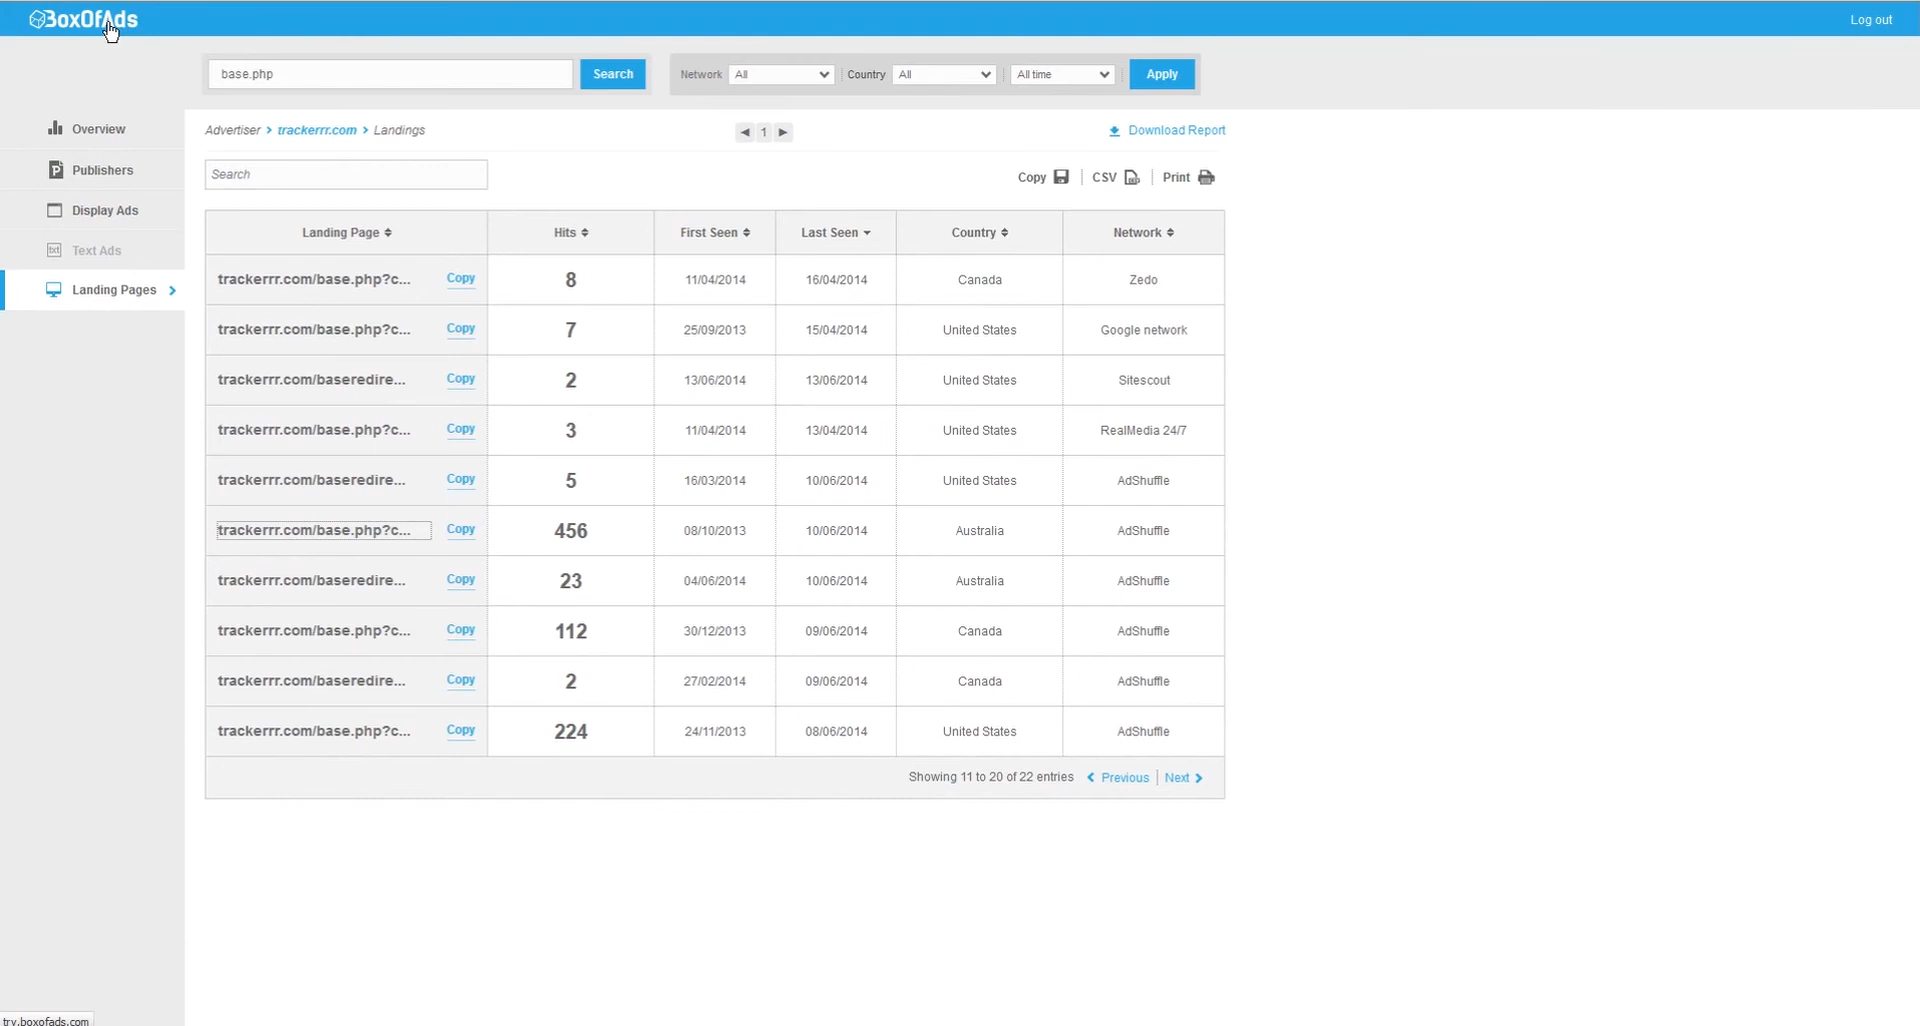 BoxOfAds
Log out
base.php
Search
Network All Country All All time Apply
Overview
Publishers
Display Ads
txt Text Ads
Landing Pages
Advertiser > trackerrr.com > Landings
◀ 1 ▶
Download Report
Search
Copy | CSV | Print
Landing Page Hits First Seen Last Seen Country Network
trackerrr.com/base.php?c... Copy 8 11/04/2014 16/04/2014 Canada Zedo
trackerrr.com/base.php?c... Copy 7 25/09/2013 15/04/2014 United States Google network
trackerrr.com/baseredire... Copy 2 13/06/2014 13/06/2014 United States Sitescout
trackerrr.com/base.php?c... Copy 3 11/04/2014 13/04/2014 United States RealMedia 24/7
trackerrr.com/baseredire... Copy 5 16/03/2014 10/06/2014 United States AdShuffle
trackerrr.com/base.php?c... Copy 456 08/10/2013 10/06/2014 Australia AdShuffle
trackerrr.com/baseredire... Copy 23 04/06/2014 10/06/2014 Australia AdShuffle
trackerrr.com/base.php?c... Copy 112 30/12/2013 09/06/2014 Canada AdShuffle
trackerrr.com/baseredire... Copy 2 27/02/2014 09/06/2014 Canada AdShuffle
trackerrr.com/base.php?c... Copy 224 24/11/2013 08/06/2014 United States AdShuffle
Showing 11 to 20 of 22 entries < Previous | Next >
try.boxofads.com